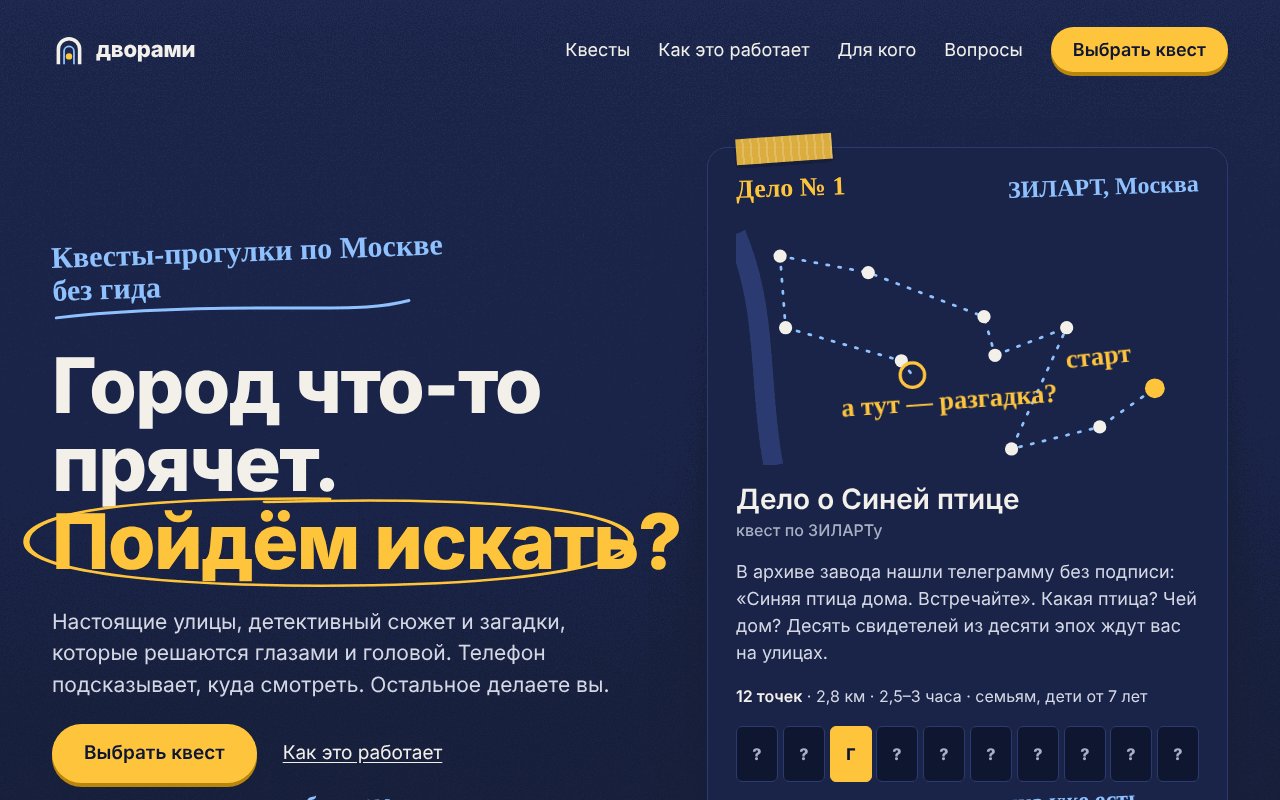 дворами
Квесты
Как это работает
Для кого
Вопросы
Выбрать квест
Квесты-прогулки по Москве
без гида
Город что-то
прячет.
Пойдём искать?
Настоящие улицы, детективный сюжет и загадки,
которые решаются глазами и головой. Телефон
подсказывает, куда смотреть. Остальное делаете вы.
Выбрать квест
Как это работает
Дело № 1
ЗИЛАРТ, Москва
старт
а тут — разгадка?
Дело о Синей птице
квест по ЗИЛАРТу
В архиве завода нашли телеграмму без подписи:
«Синяя птица дома. Встречайте». Какая птица? Чей
дом? Десять свидетелей из десяти эпох ждут вас
на улицах.
12 точек · 2,8 км · 2,5–3 часа · семьям, дети от 7 лет
? ? Г ? ? ? ? ? ? ?
уже есть